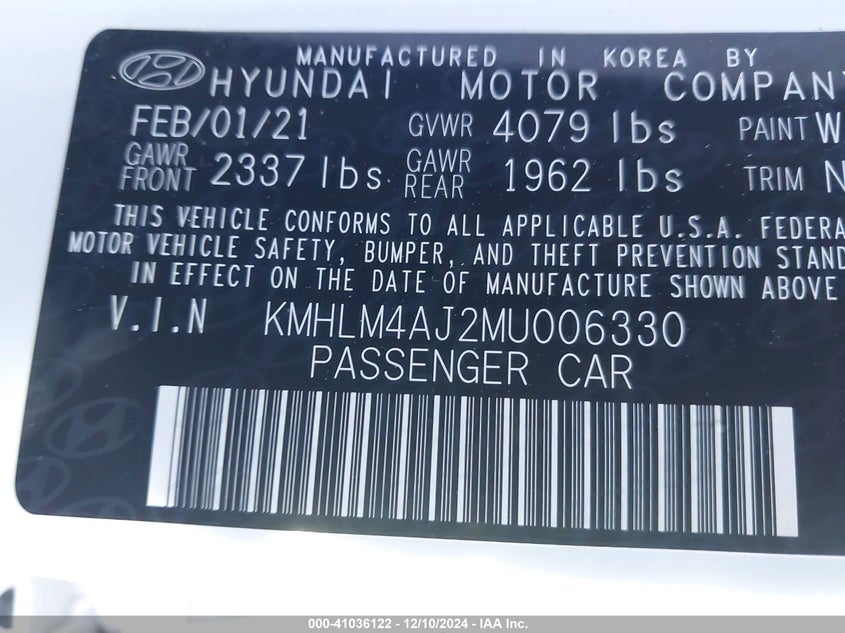 MANUFACTURED IN KOREA BY
HYUNDAI MOTOR COMPANY
FEB/01/21 GVWR 4079 lbs PAINT W
GAWR FRONT 2337 lbs GAWR REAR 1962 lbs TRIM N
THIS VEHICLE CONFORMS TO ALL APPLICABLE U.S.A. FEDERA
MOTOR VEHICLE SAFETY, BUMPER, AND THEFT PREVENTION STAND
IN EFFECT ON THE DATE OF MANUFACTURE SHOWN ABOVE
V.I.N KMHLM4AJ2MU006330
PASSENGER CAR
000-41036122 — 12/10/2024 - IAA Inc.